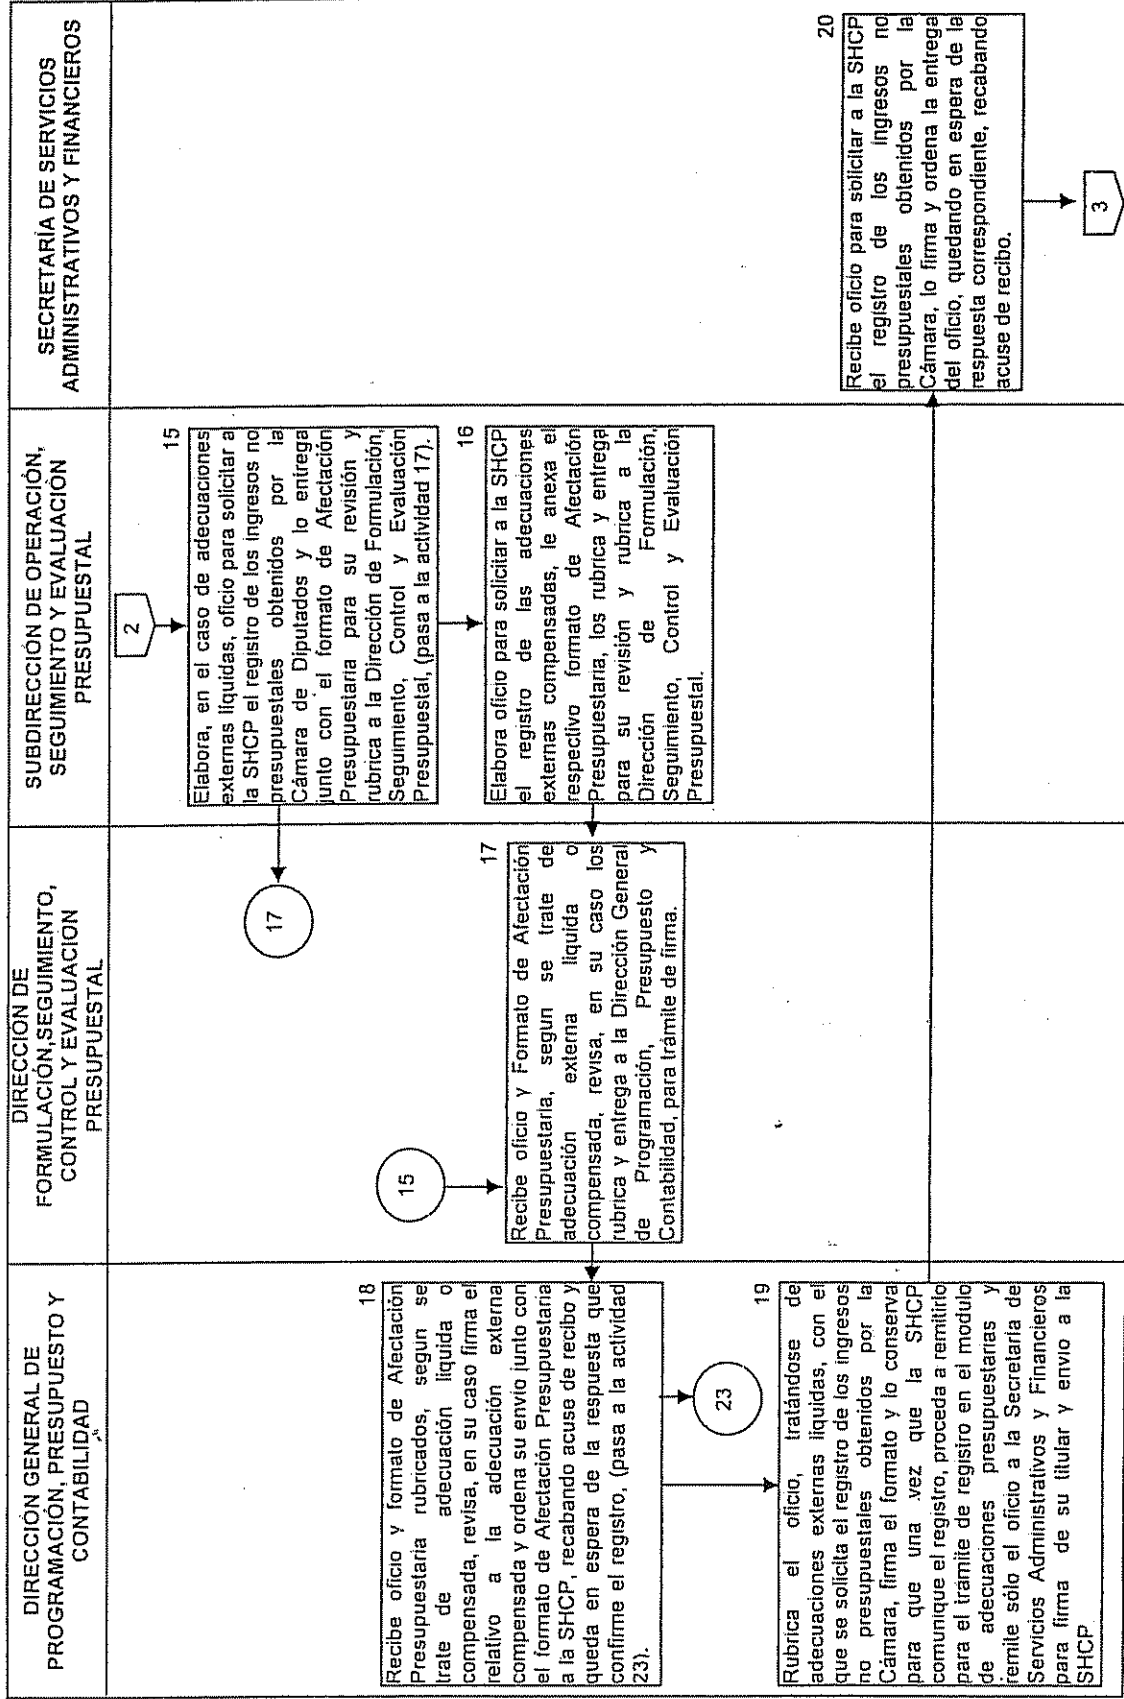 DIRECCIÓN GENERAL DE
PROGRAMACIÓN, PRESUPUESTO Y
CONTABILIDAD
DIRECCIÓN DE
FORMULACIÓN,SEGUIMIENTO,
CONTROL Y EVALUACIÓN
PRESUPUESTAL
SUBDIRECCIÓN DE OPERACIÓN,
SEGUIMIENTO Y EVALUACIÓN
PRESUPUESTAL
SECRETARÍA DE SERVICIOS
ADMINISTRATIVOS Y FINANCIEROS
2
15
Elabora, en el caso de adecuaciones
externas líquidas, oficio para solicitar a
la SHCP el registro de los ingresos no
presupuestales obtenidos por la
Cámara de Diputados y lo entrega
junto con el formato de Afectación
Presupuestaria para su revisión y
rubrica a la Dirección de Formulación,
Seguimiento, Control y Evaluación
Presupuestal, (pasa a la actividad 17).
17
16
Elabora oficio para solicitar a la SHCP
el registro de las adecuaciones
externas compensadas, le anexa el
respectivo formato de Afectación
Presupuestaria, los rubrica y entrega
para su revisión y rubrica a la
Dirección de Formulación,
Seguimiento, Control y Evaluación
Presupuestal.
15
17
Recibe oficio y Formato de Afectación
Presupuestaria, segun se trate de
adecuación externa liquida o
compensada, revisa, en su caso los
rubrica y entrega a la Dirección General
de Programación, Presupuesto y
Contabilidad, para trámite de firma.
18
Recibe oficio y formato de Afectación
Presupuestaria rubricados, segun se
trate de adecuación liquida o
compensada, revisa, en su caso firma el
relativo a la adecuación externa
compensada y ordena su envio junto con
el formato de Afectación Presupuestaria
a la SHCP, recabando acuse de recibo y
queda en espera de la respuesta que
confirme el registro, (pasa a la actividad
23).
23
19
Rubrica el oficio, tratándose de
adecuaciones externas liquidas, con el
que se solicita el registro de los ingresos
no presupuestales obtenidos por la
Cámara, firma el formato y lo conserva
para que una vez que la SHCP
comunique el registro, proceda a remitirlo
para el trámite de registro en el modulo
de adecuaciones presupuestarias y
remite sólo el oficio a la Secretaria de
Servicios Administrativos y Financieros
para firma de su titular y envio a la
SHCP
20
Recibe oficio para solicitar a la SHCP
el registro de los ingresos no
presupuestales obtenidos por la
Cámara, lo firma y ordena la entrega
del oficio, quedando en espera de la
respuesta correspondiente, recabando
acuse de recibo.
3